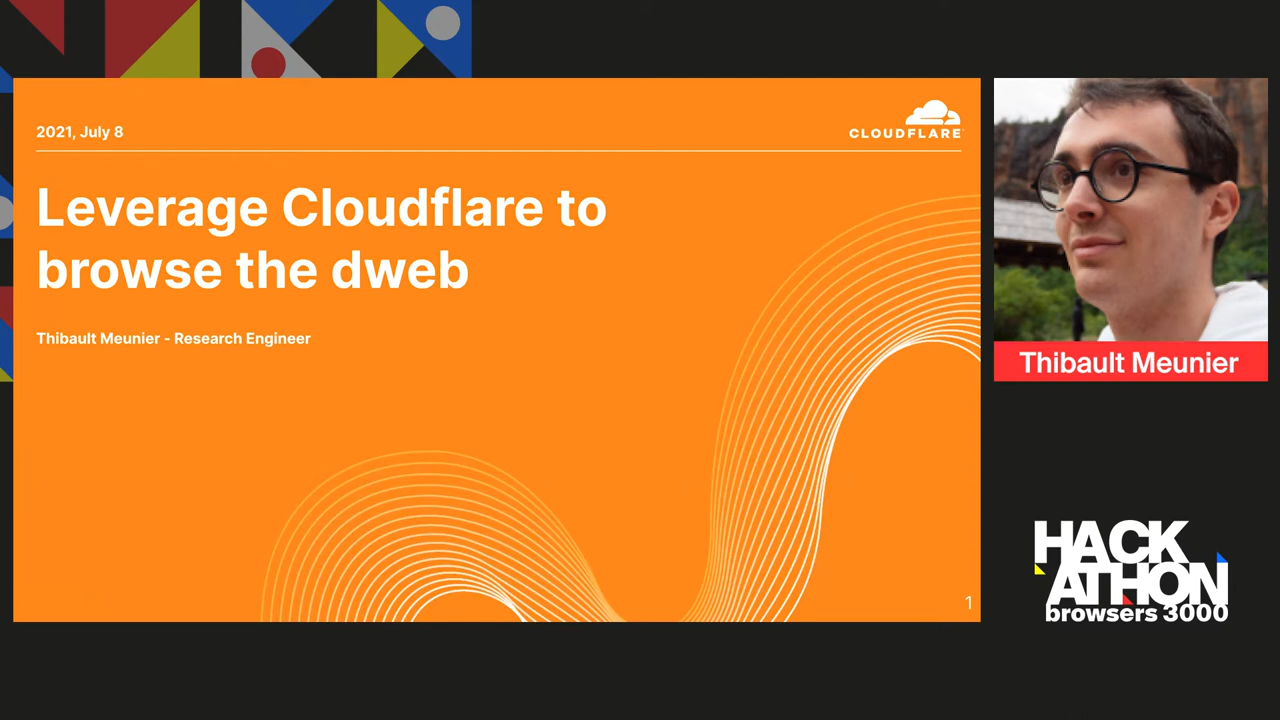 2021, July 8
CLOUDFLARE
Leverage Cloudflare to
browse the dweb
Thibault Meunier - Research Engineer
1
Thibault Meunier
HACK
ATHON
browsers 3000